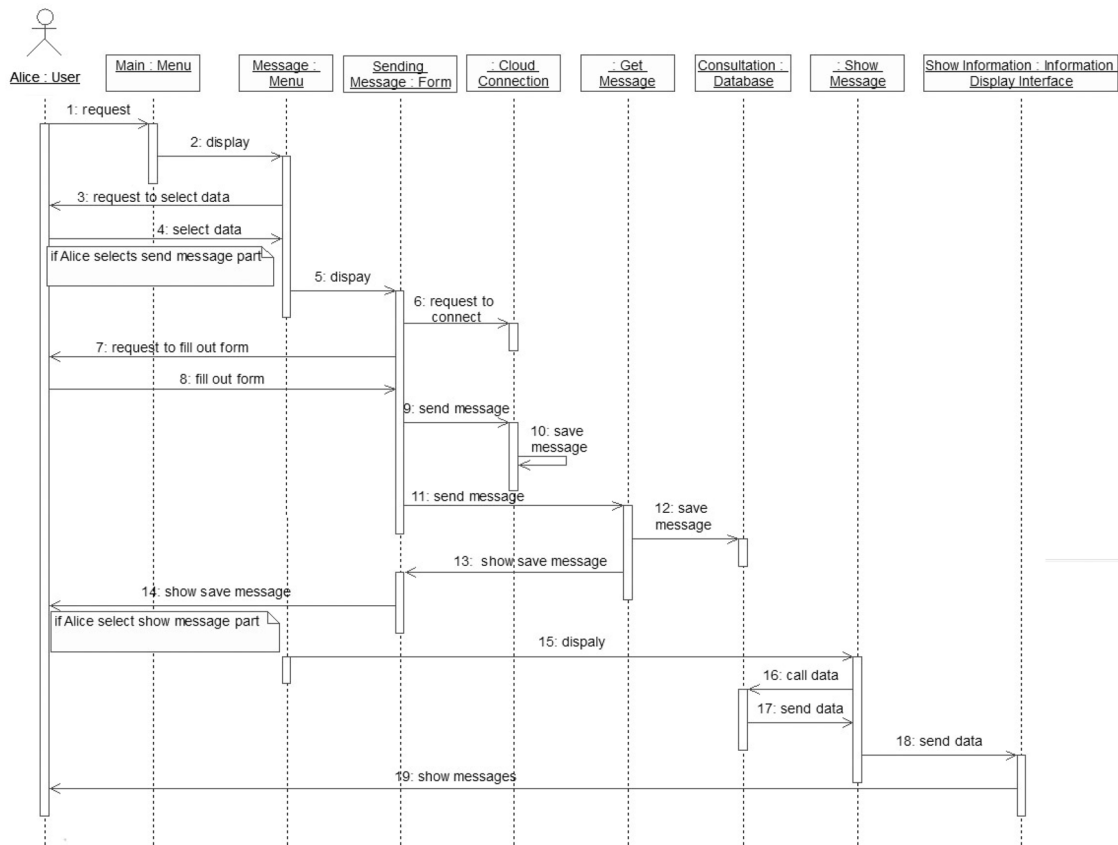 Alice : User
Main : Menu
Message :
Menu
Sending
Message : Form
: Cloud
Connection
: Get
Message
Consultation :
Database
: Show
Message
Show Information : Information
Display Interface
1: request
2: display
3: request to select data
4: select data
if Alice selects send message part
5: dispay
6: request to
connect
7: request to fill out form
8: fill out form
9: send message
10: save
message
11: send message
12: save
message
13: show save message
14: show save message
if Alice select show message part
15: dispaly
16: call data
17: send data
18: send data
19: show messages